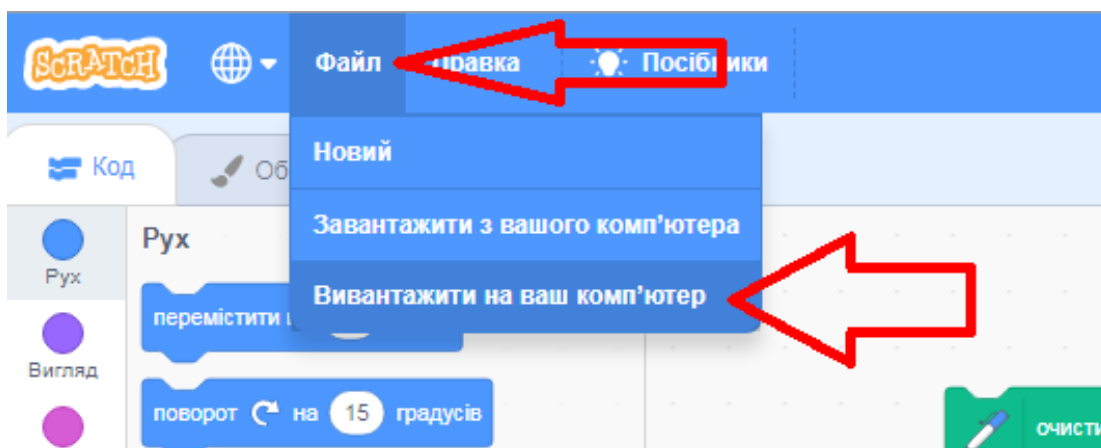 SCRATCH Файл Правка Посібники
Код
Новий
Завантажити з вашого комп'ютера
Вивантажити на ваш комп'ютер
Рух
Рух
перемістити
Вигляд
поворот на 15 градусів